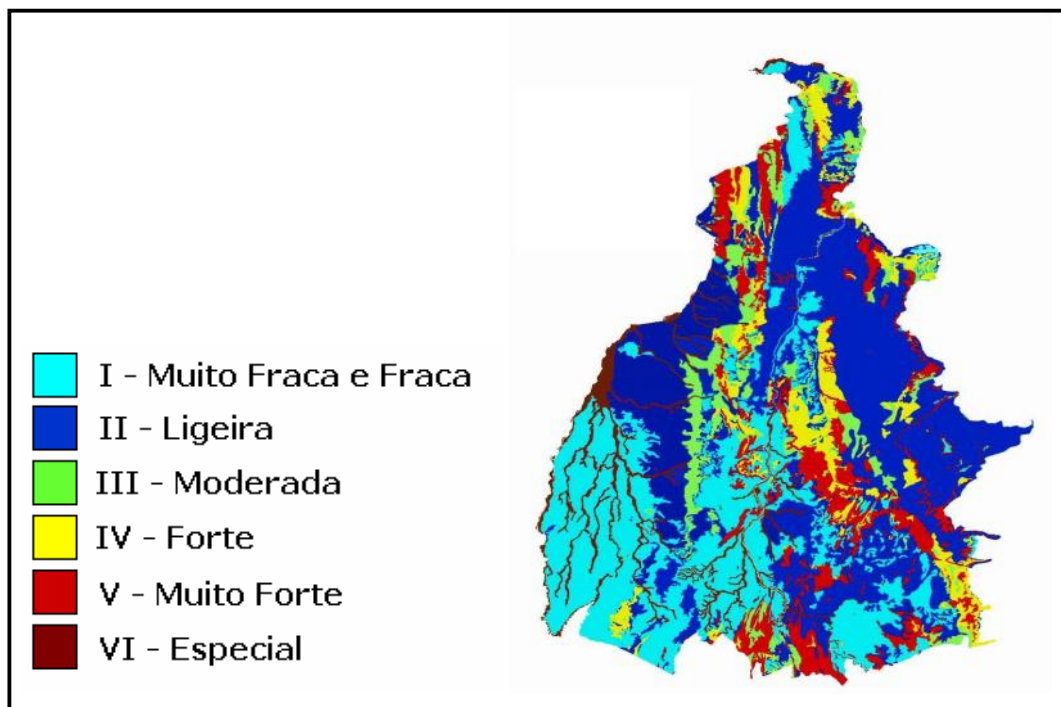 I - Muito Fraca e Fraca
II - Ligeira
III - Moderada
IV - Forte
V - Muito Forte
VI - Especial